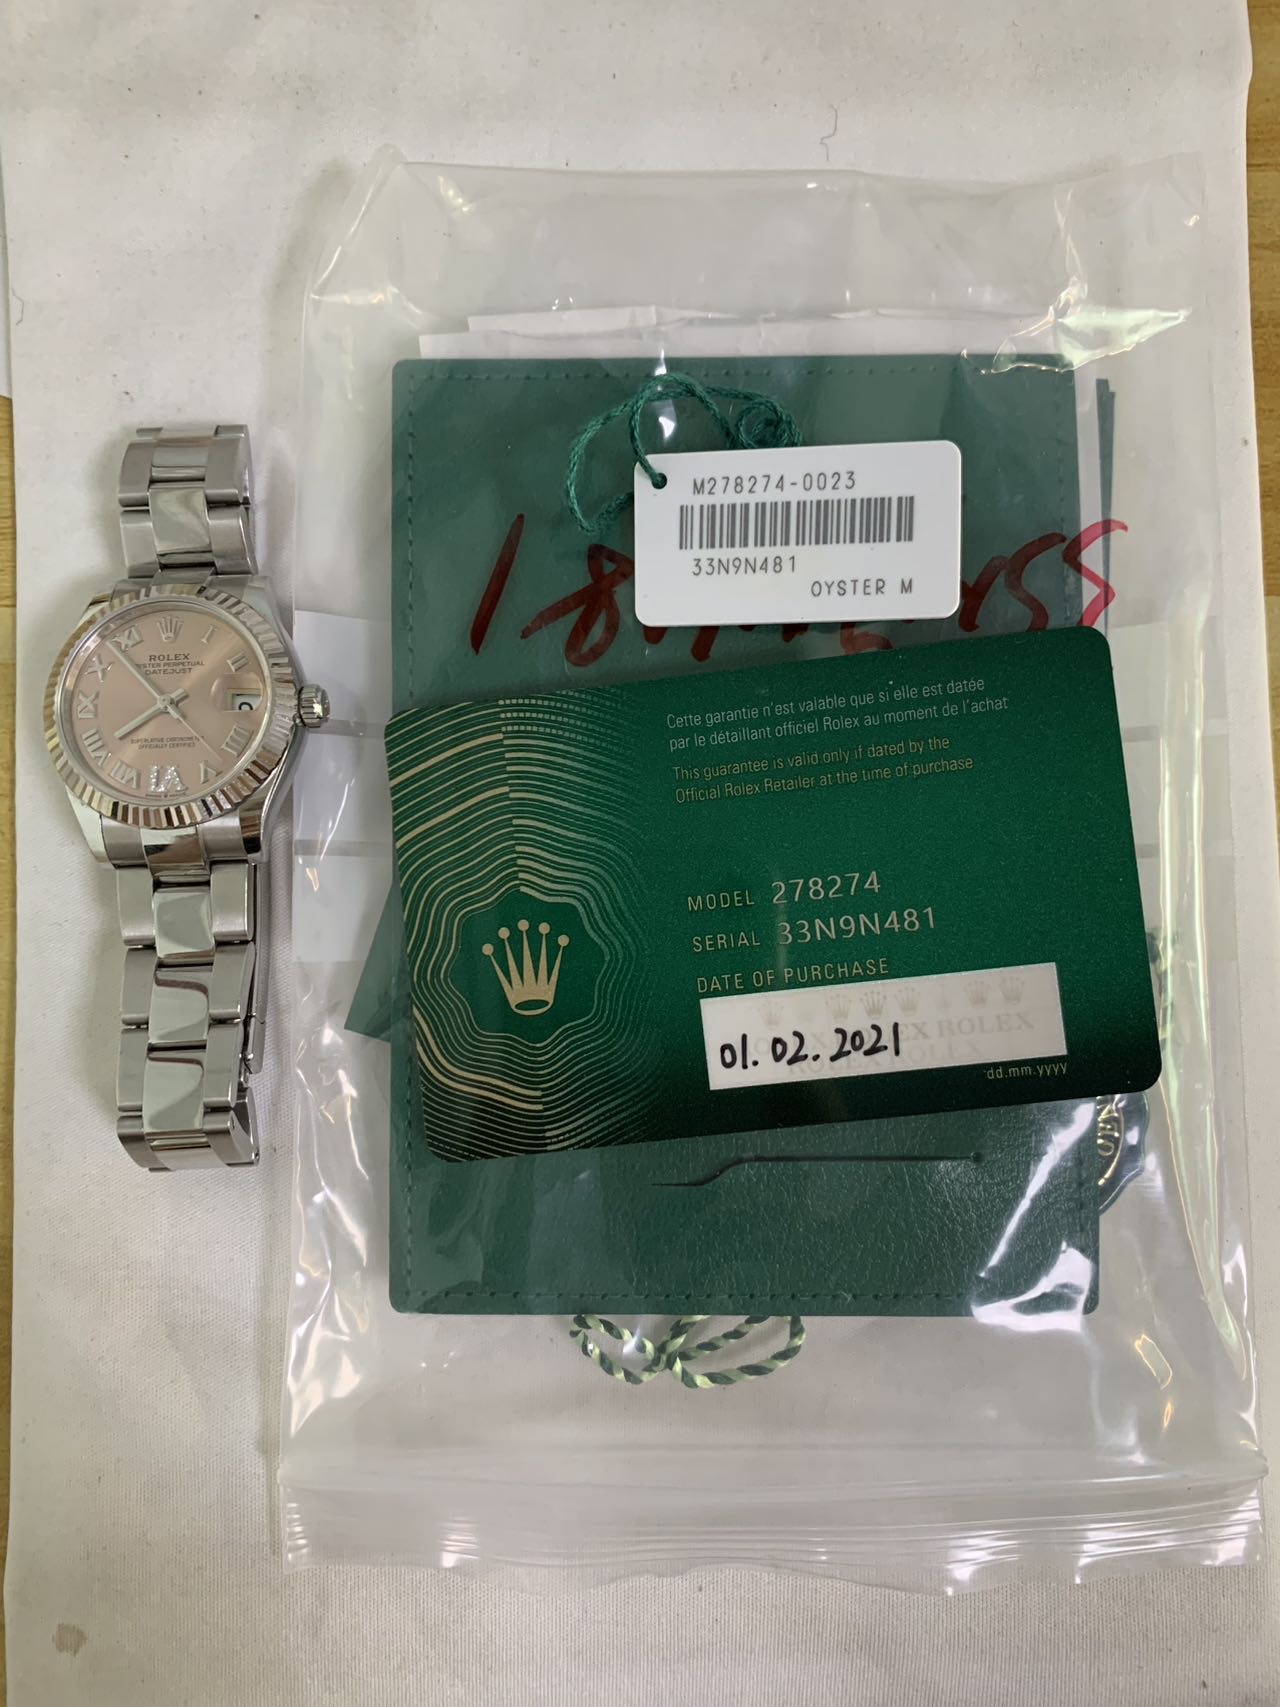 M278274-0023
33N9N481
OYSTER M
Cette garantie n'est valable que si elle est datée
par le détaillant officiel Rolex au moment de l'achat
This guarantee is valid only if dated by the
Official Rolex Retailer at the time of purchase
MODEL 278274
SERIAL 33N9N481
DATE OF PURCHASE
01.02.2021
ROLEX
dd.mm.yyyy
ROLEX
OYSTER PERPETUAL
DATEJUST
SUPERLATIVE CHRONOMETER
OFFICIALLY CERTIFIED